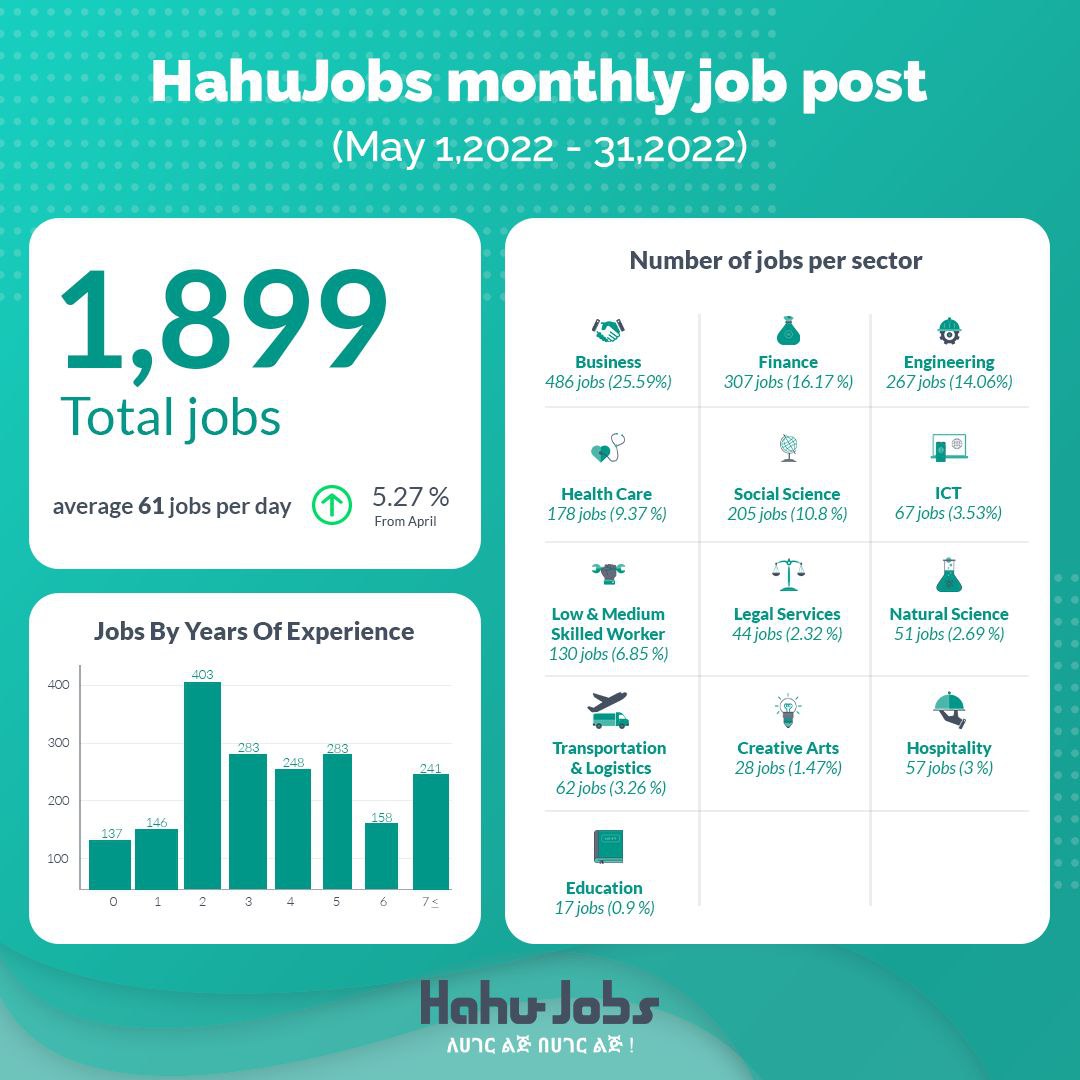 HahuJobs monthly job post
(May 1,2022 - 31,2022)
1,899
Total jobs
average 61 jobs per day
5.27 %
From April
Jobs By Years Of Experience
400
300
200
100
137
146
403
283
248
283
158
241
0
1
2
3
4
5
6
7 ≤
Number of jobs per sector
Business
486 jobs (25.59%)
Finance
307 jobs (16.17 %)
Engineering
267 jobs (14.06%)
Health Care
178 jobs (9.37 %)
Social Science
205 jobs (10.8 %)
ICT
67 jobs (3.53%)
Low & Medium
Skilled Worker
130 jobs (6.85 %)
Legal Services
44 jobs (2.32 %)
Natural Science
51 jobs (2.69 %)
Transportation
& Logistics
62 jobs (3.26 %)
Creative Arts
28 jobs (1.47%)
Hospitality
57 jobs (3 %)
Education
17 jobs (0.9 %)
Hahu Jobs
ለሀገር ልጅ በሀገር ልጅ !